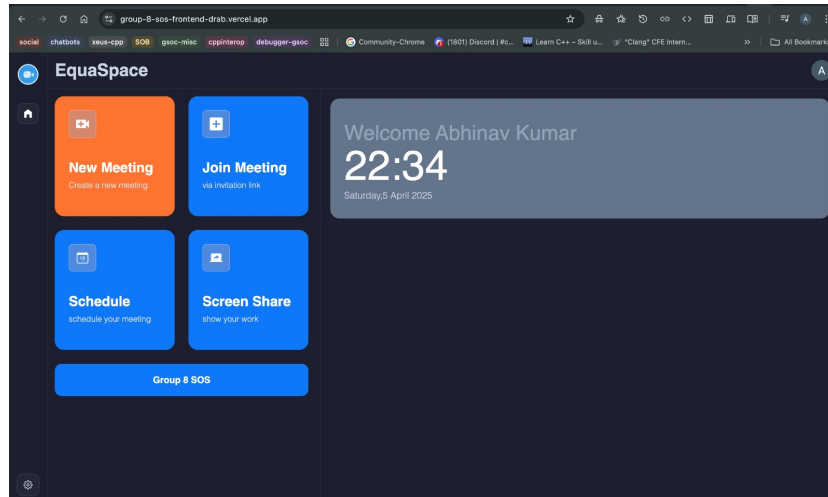 group-8-sos-frontend-drab.vercel.app
social chatbots xeus-cpp SOB gsoc-misc cppinterop debugger-gsoc Community-Chrome (1801) Discord | #c... Learn C++ – Skill u... "Clang" CFE Intern... » All Bookmarks
EquaSpace
A
New Meeting
Create a new meeting
Join Meeting
via invitation link
Schedule
schedule your meeting
Screen Share
show your work
Group 8 SOS
Welcome Abhinav Kumar
22:34
Saturday,5 April 2025